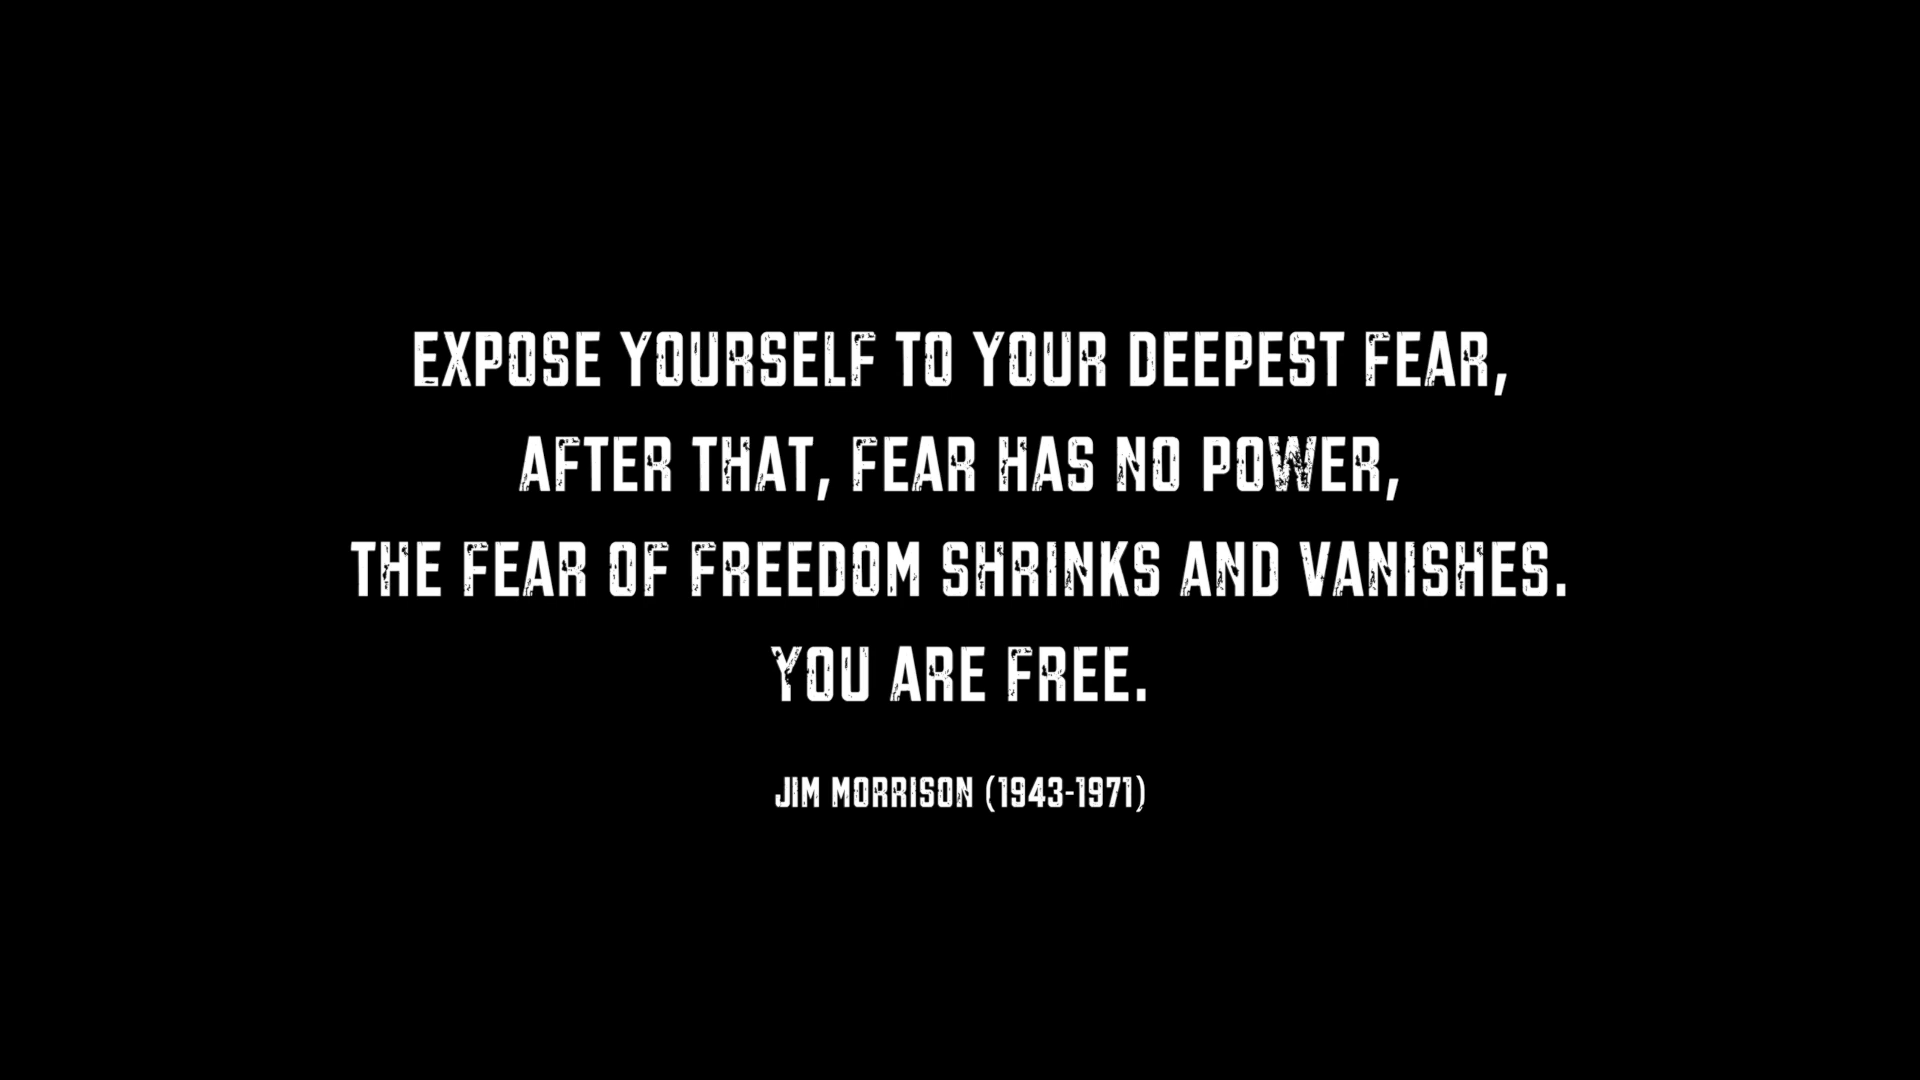 EXPOSE YOURSELF TO YOUR DEEPEST FEAR,
AFTER THAT, FEAR HAS NO POWER,
THE FEAR OF FREEDOM SHRINKS AND VANISHES.
YOU ARE FREE.
JIM MORRISON (1943-1971)